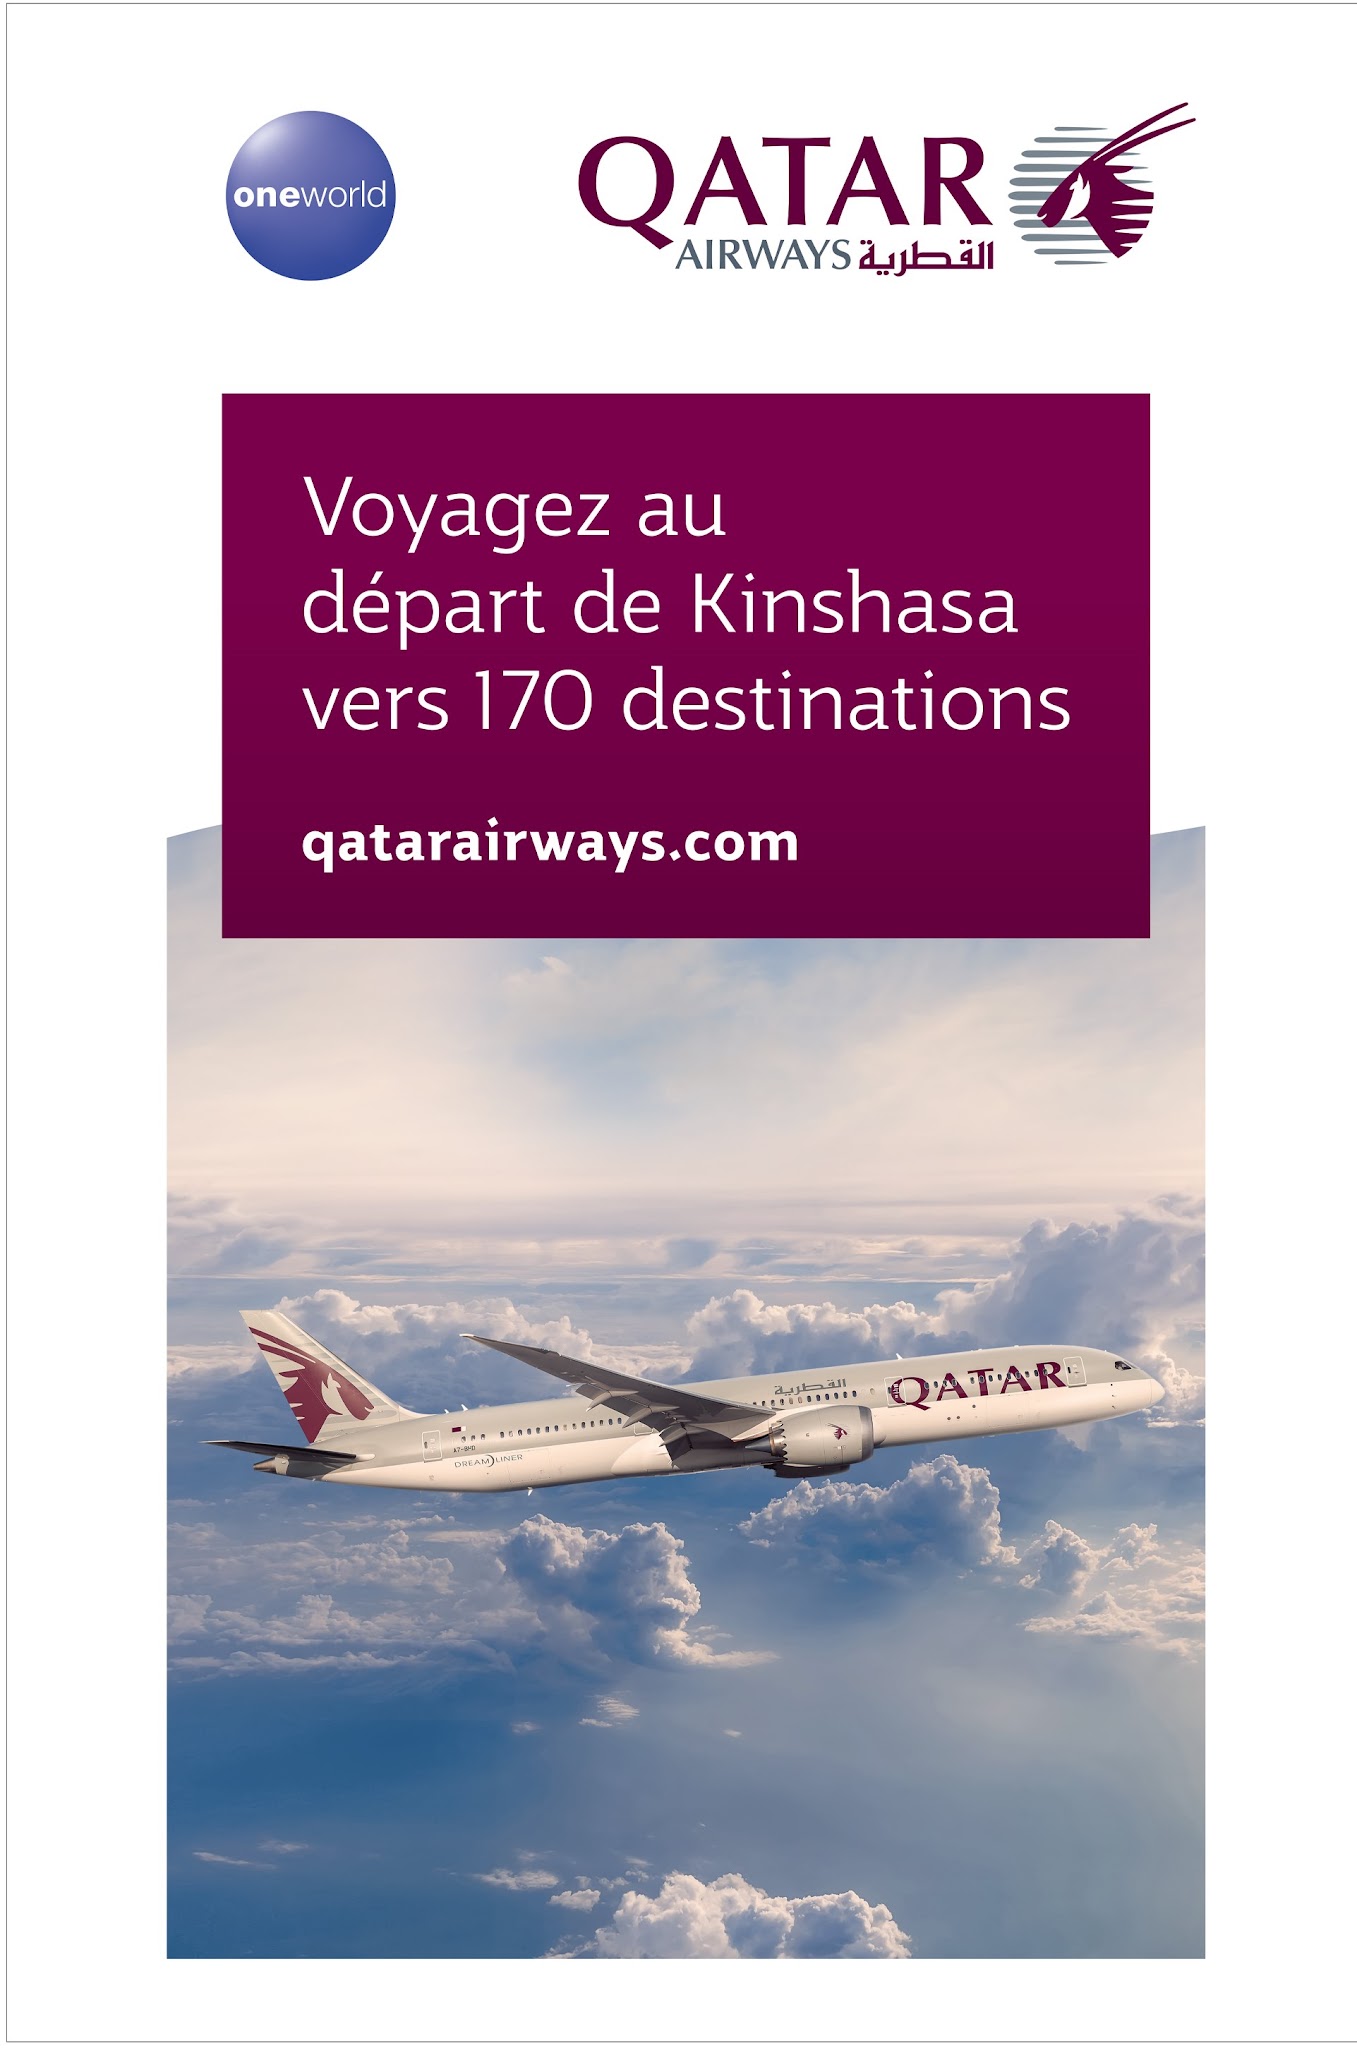 oneworld
QATAR
AIRWAYS القطرية
Voyagez au
départ de Kinshasa
vers 170 destinations
qatarairways.com
القطرية
QATAR
DREAMLINER